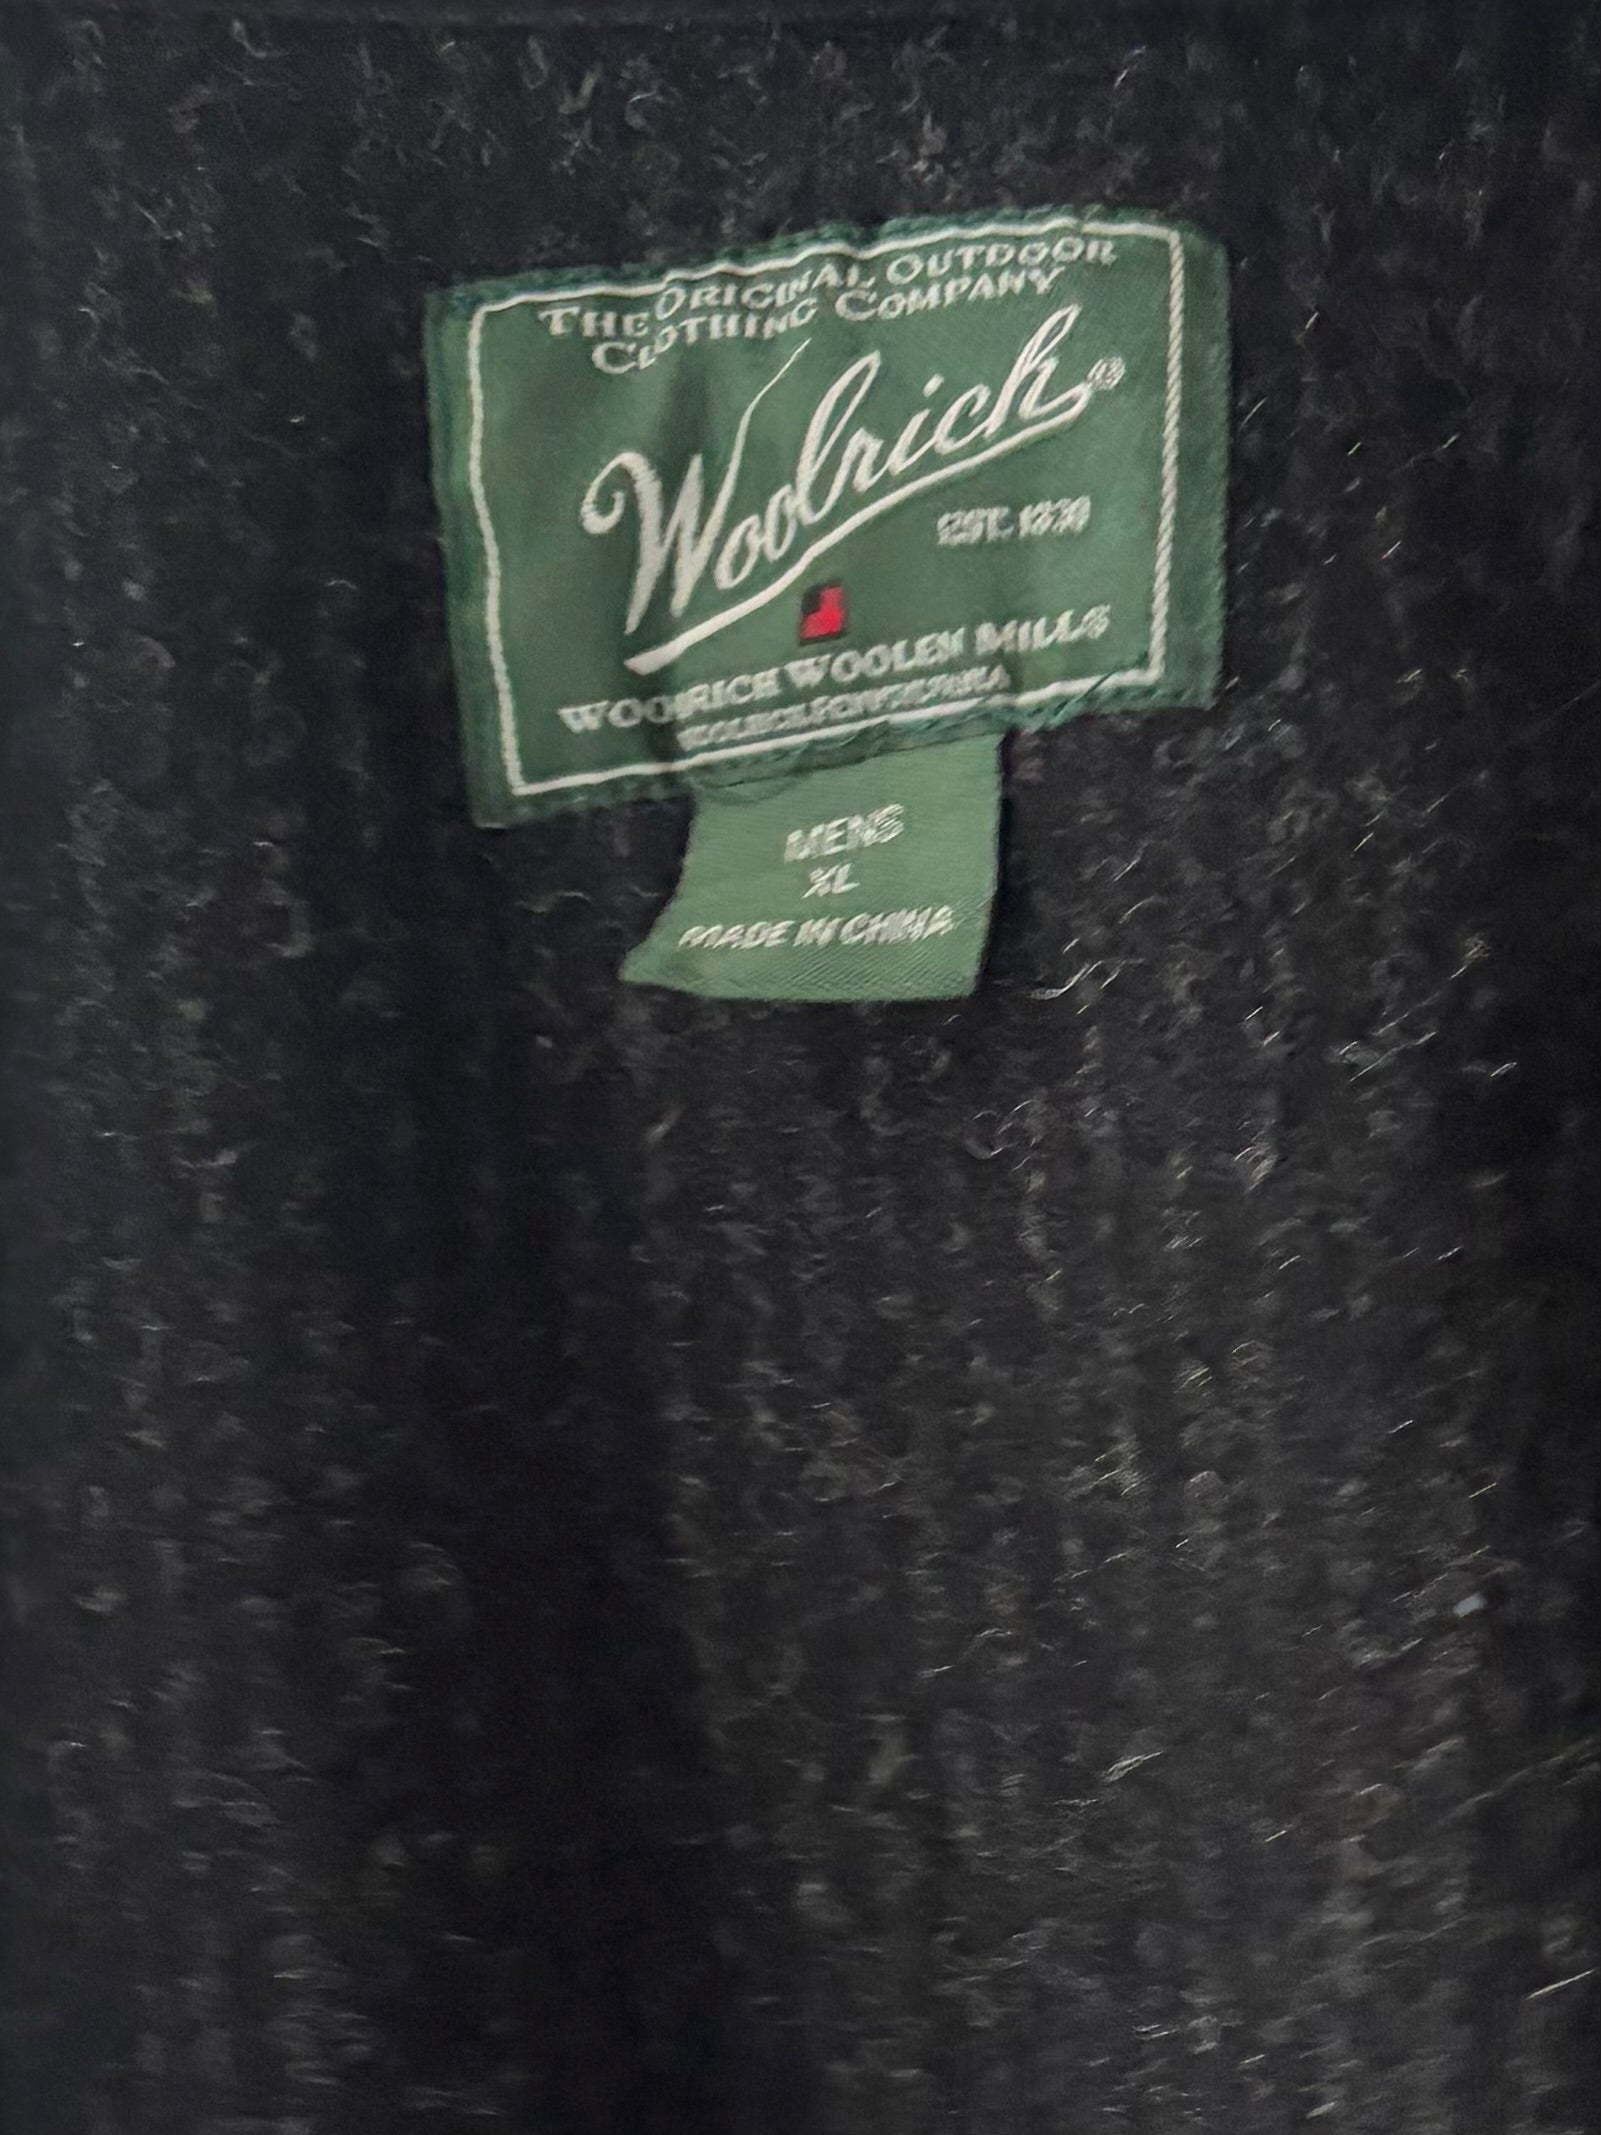 THE ORIGINAL OUTDOOR
CLOTHING COMPANY
Woolrich®
EST. 1830
WOOLRICH WOOLEN MILLS
MENS
XL
MADE IN CHINA